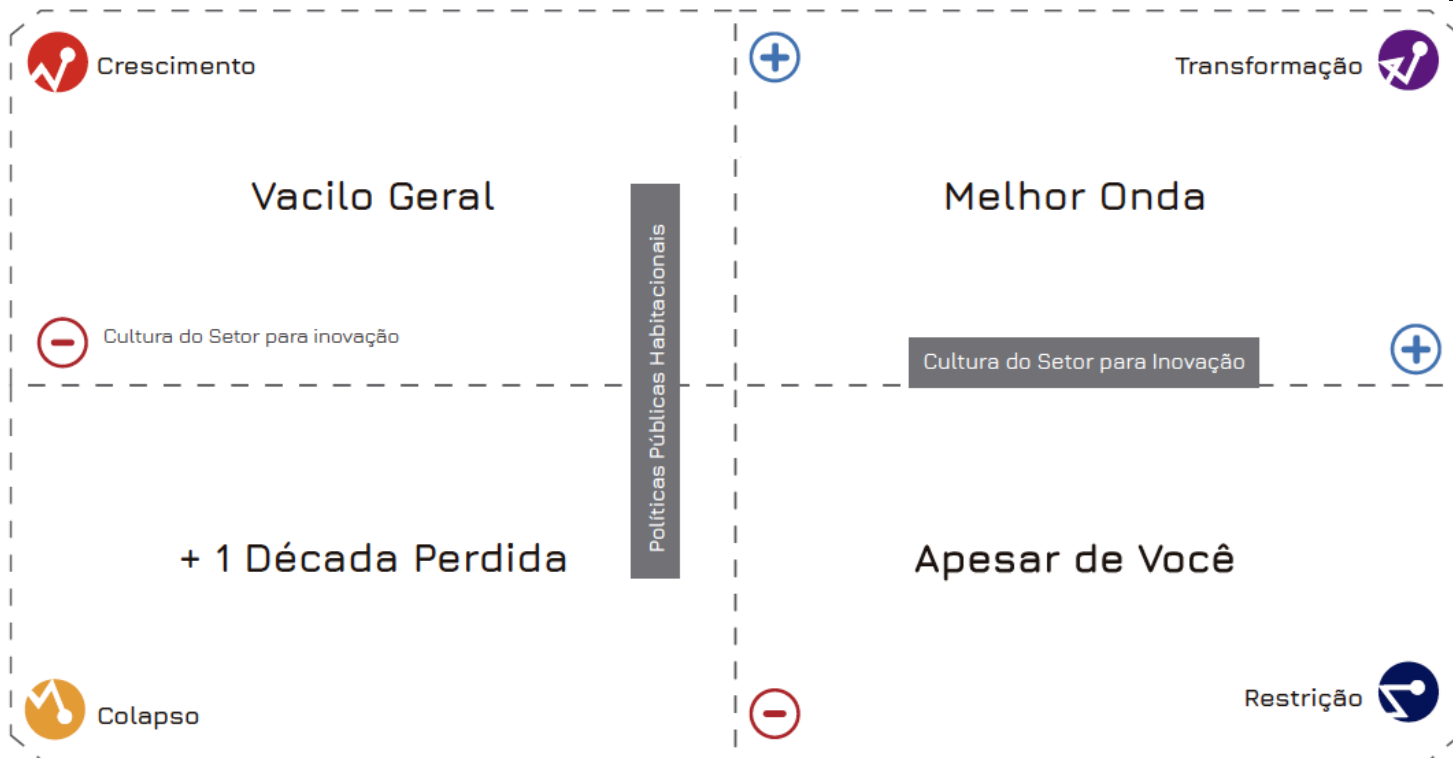 Crescimento
Transformação
Vacilo Geral
Melhor Onda
Políticas Públicas Habitacionais
Cultura do Setor para inovação
Cultura do Setor para Inovação
+ 1 Década Perdida
Apesar de Você
Colapso
Restrição